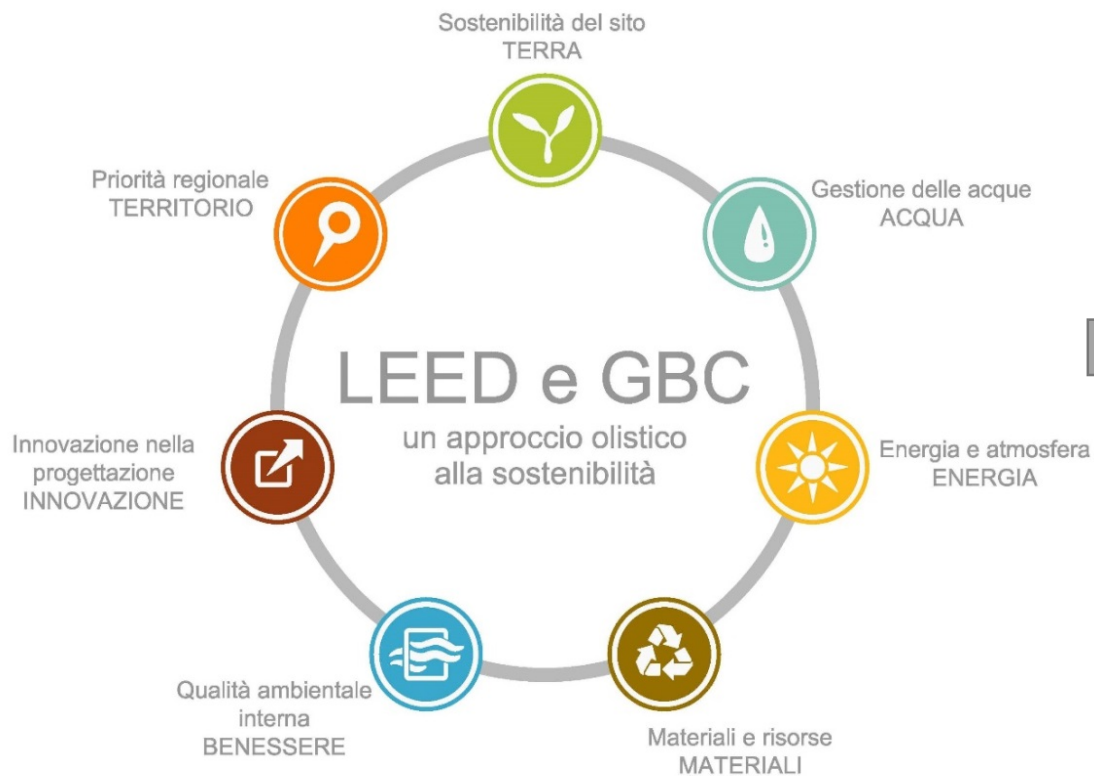 Sostenibilità del sito
TERRA
Priorità regionale
TERRITORIO
Gestione delle acque
ACQUA
LEED e GBC
un approccio olistico
alla sostenibilità
Innovazione nella
progettazione
INNOVAZIONE
Energia e atmosfera
ENERGIA
Qualità ambientale
interna
BENESSERE
Materiali e risorse
MATERIALI